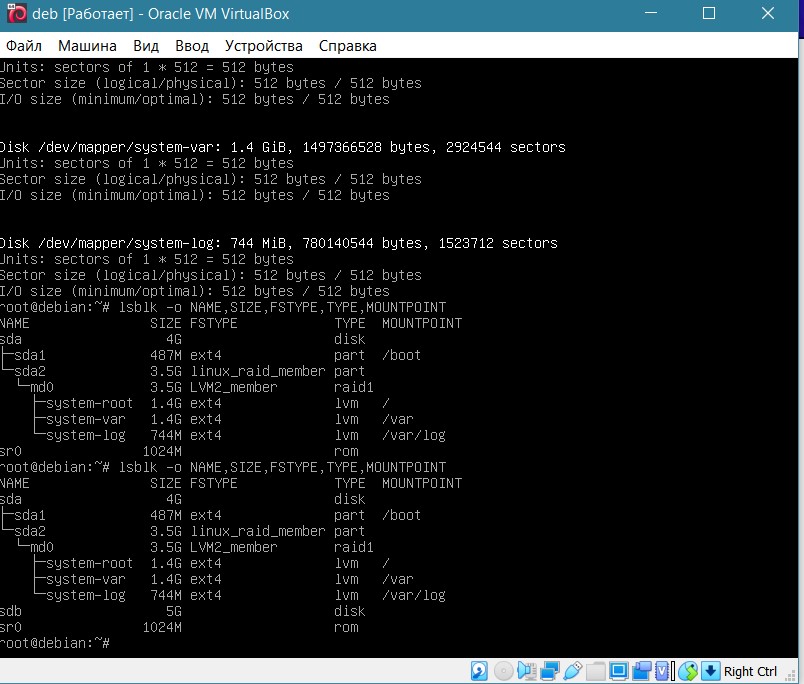 deb [Работает] - Oracle VM VirtualBox
Файл Машина Вид Ввод Устройства Справка
Units: sectors of 1 * 512 = 512 bytes
Sector size (logical/physical): 512 bytes / 512 bytes
I/O size (minimum/optimal): 512 bytes / 512 bytes
Disk /dev/mapper/system-var: 1.4 GiB, 1497366528 bytes, 2924544 sectors
Units: sectors of 1 * 512 = 512 bytes
Sector size (logical/physical): 512 bytes / 512 bytes
I/O size (minimum/optimal): 512 bytes / 512 bytes
Disk /dev/mapper/system-log: 744 MiB, 780140544 bytes, 1523712 sectors
Units: sectors of 1 * 512 = 512 bytes
Sector size (logical/physical): 512 bytes / 512 bytes
I/O size (minimum/optimal): 512 bytes / 512 bytes
root@debian:~# lsblk -o NAME,SIZE,FSTYPE,TYPE,MOUNTPOINT
NAME SIZE FSTYPE TYPE MOUNTPOINT
sda 4G disk
├─sda1 487M ext4 part /boot
└─sda2 3.5G linux_raid_member part
└─md0 3.5G LVM2_member raid1
├─system-root 1.4G ext4 lvm /
├─system-var 1.4G ext4 lvm /var
└─system-log 744M ext4 lvm /var/log
sr0 1024M rom
root@debian:~# lsblk -o NAME,SIZE,FSTYPE,TYPE,MOUNTPOINT
NAME SIZE FSTYPE TYPE MOUNTPOINT
sda 4G disk
├─sda1 487M ext4 part /boot
└─sda2 3.5G linux_raid_member part
└─md0 3.5G LVM2_member raid1
├─system-root 1.4G ext4 lvm /
├─system-var 1.4G ext4 lvm /var
└─system-log 744M ext4 lvm /var/log
sdb 5G disk
sr0 1024M rom
root@debian:~#
Right Ctrl